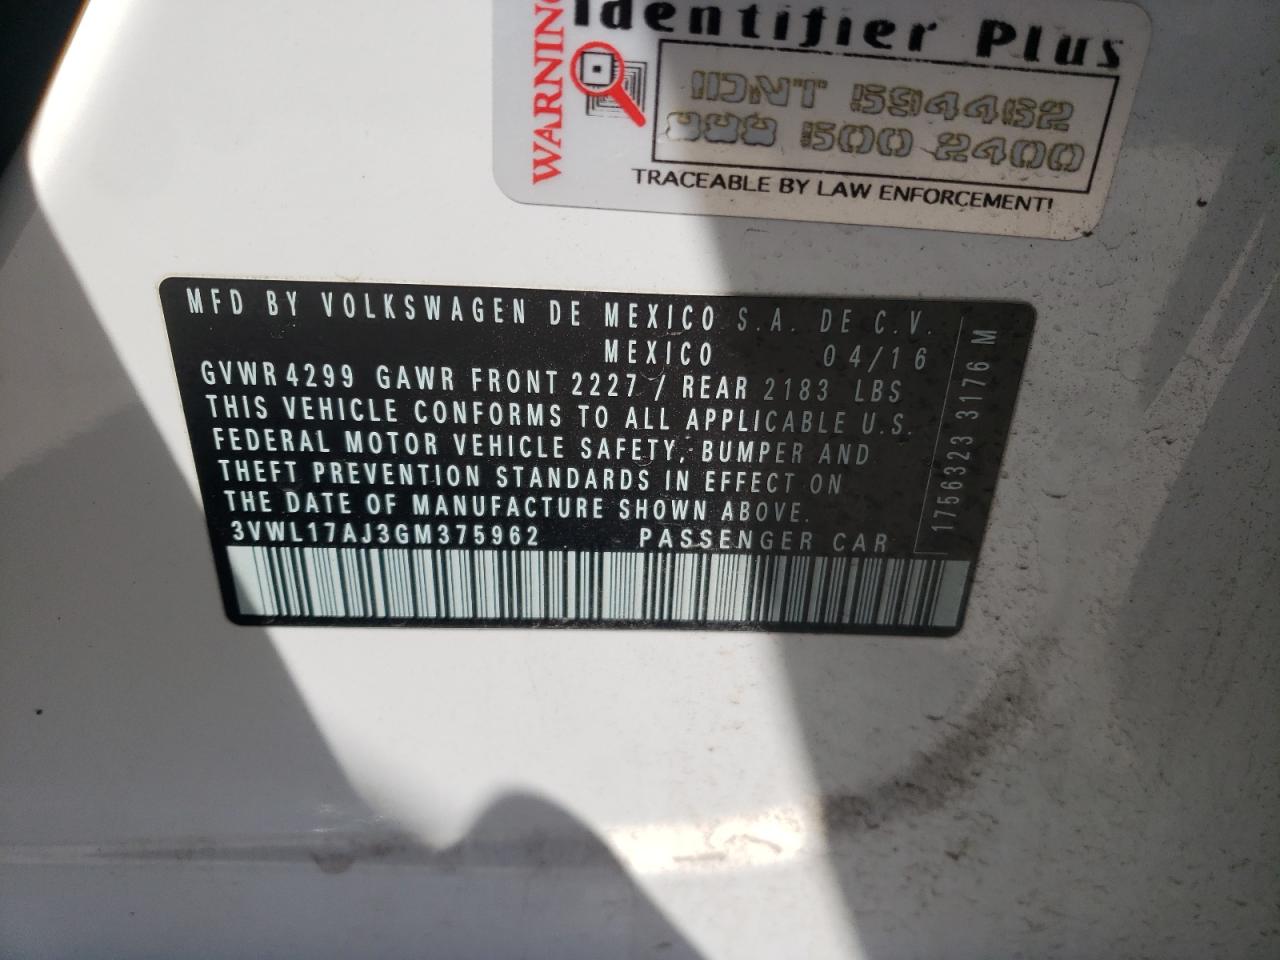 WARNING
Identifier Plus
IDNT 594462
888 500 2400
TRACEABLE BY LAW ENFORCEMENT!
MFD BY VOLKSWAGEN DE MEXICO S.A. DE C.V.
MEXICO 04/16
GVWR 4299 GAWR FRONT 2227 / REAR 2183 LBS
THIS VEHICLE CONFORMS TO ALL APPLICABLE U.S.
FEDERAL MOTOR VEHICLE SAFETY, BUMPER AND
THEFT PREVENTION STANDARDS IN EFFECT ON
THE DATE OF MANUFACTURE SHOWN ABOVE.
3VWL17AJ3GM375962 PASSENGER CAR
1756323 3176 M